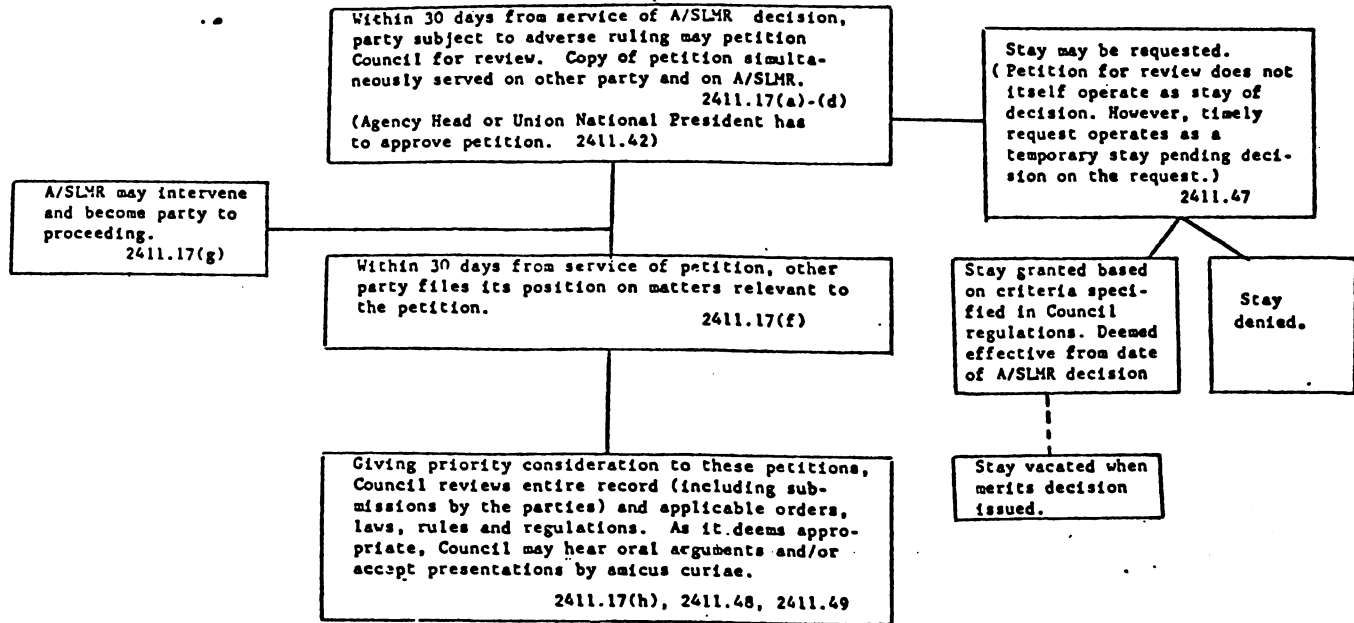 Within 30 days from service of A/SLMR decision,
party subject to adverse ruling may petition
Council for review. Copy of petition simulta-
neously served on other party and on A/SLMR.
2411.17(a)-(d)
(Agency Head or Union National President has
to approve petition. 2411.42)
Stay may be requested.
(Petition for review does not
itself operate as stay of
decision. However, timely
request operates as a
temporary stay pending deci-
sion on the request.)
2411.47
A/SLMR may intervene
and become party to
proceeding.
2411.17(g)
Within 30 days from service of petition, other
party files its position on matters relevant to
the petition.
2411.17(f)
Stay granted based
on criteria speci-
fied in Council
regulations. Deemed
effective from date
of A/SLMR decision
Stay
denied.
Giving priority consideration to these petitions,
Council reviews entire record (including sub-
missions by the parties) and applicable orders,
laws, rules and regulations. As it deems appro-
priate, Council may hear oral arguments and/or
accept presentations by amicus curiae.
2411.17(h), 2411.48, 2411.49
Stay vacated when
merits decision
issued.